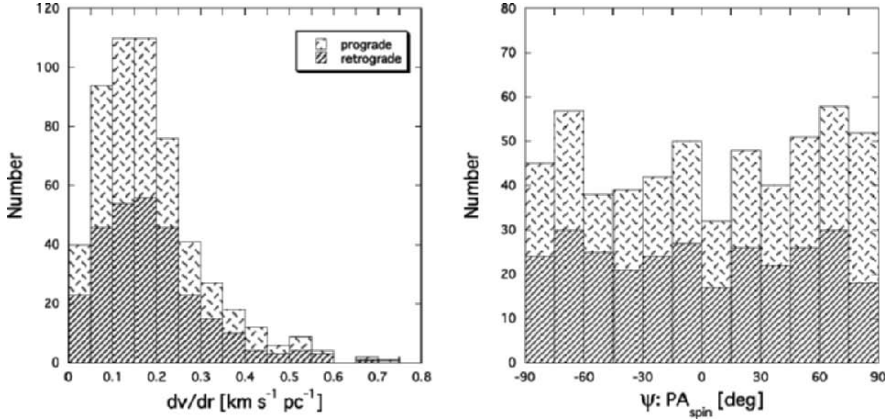 120
100
80
60
40
20
0
Number
prograde
retrograde
0 0.1 0.2 0.3 0.4 0.5 0.6 0.7 0.8
dv/dr [km s⁻¹ pc⁻¹]
80
70
60
50
40
30
20
10
0
Number
-90 -60 -30 0 30 60 90
Ψ: PA_spin [deg]